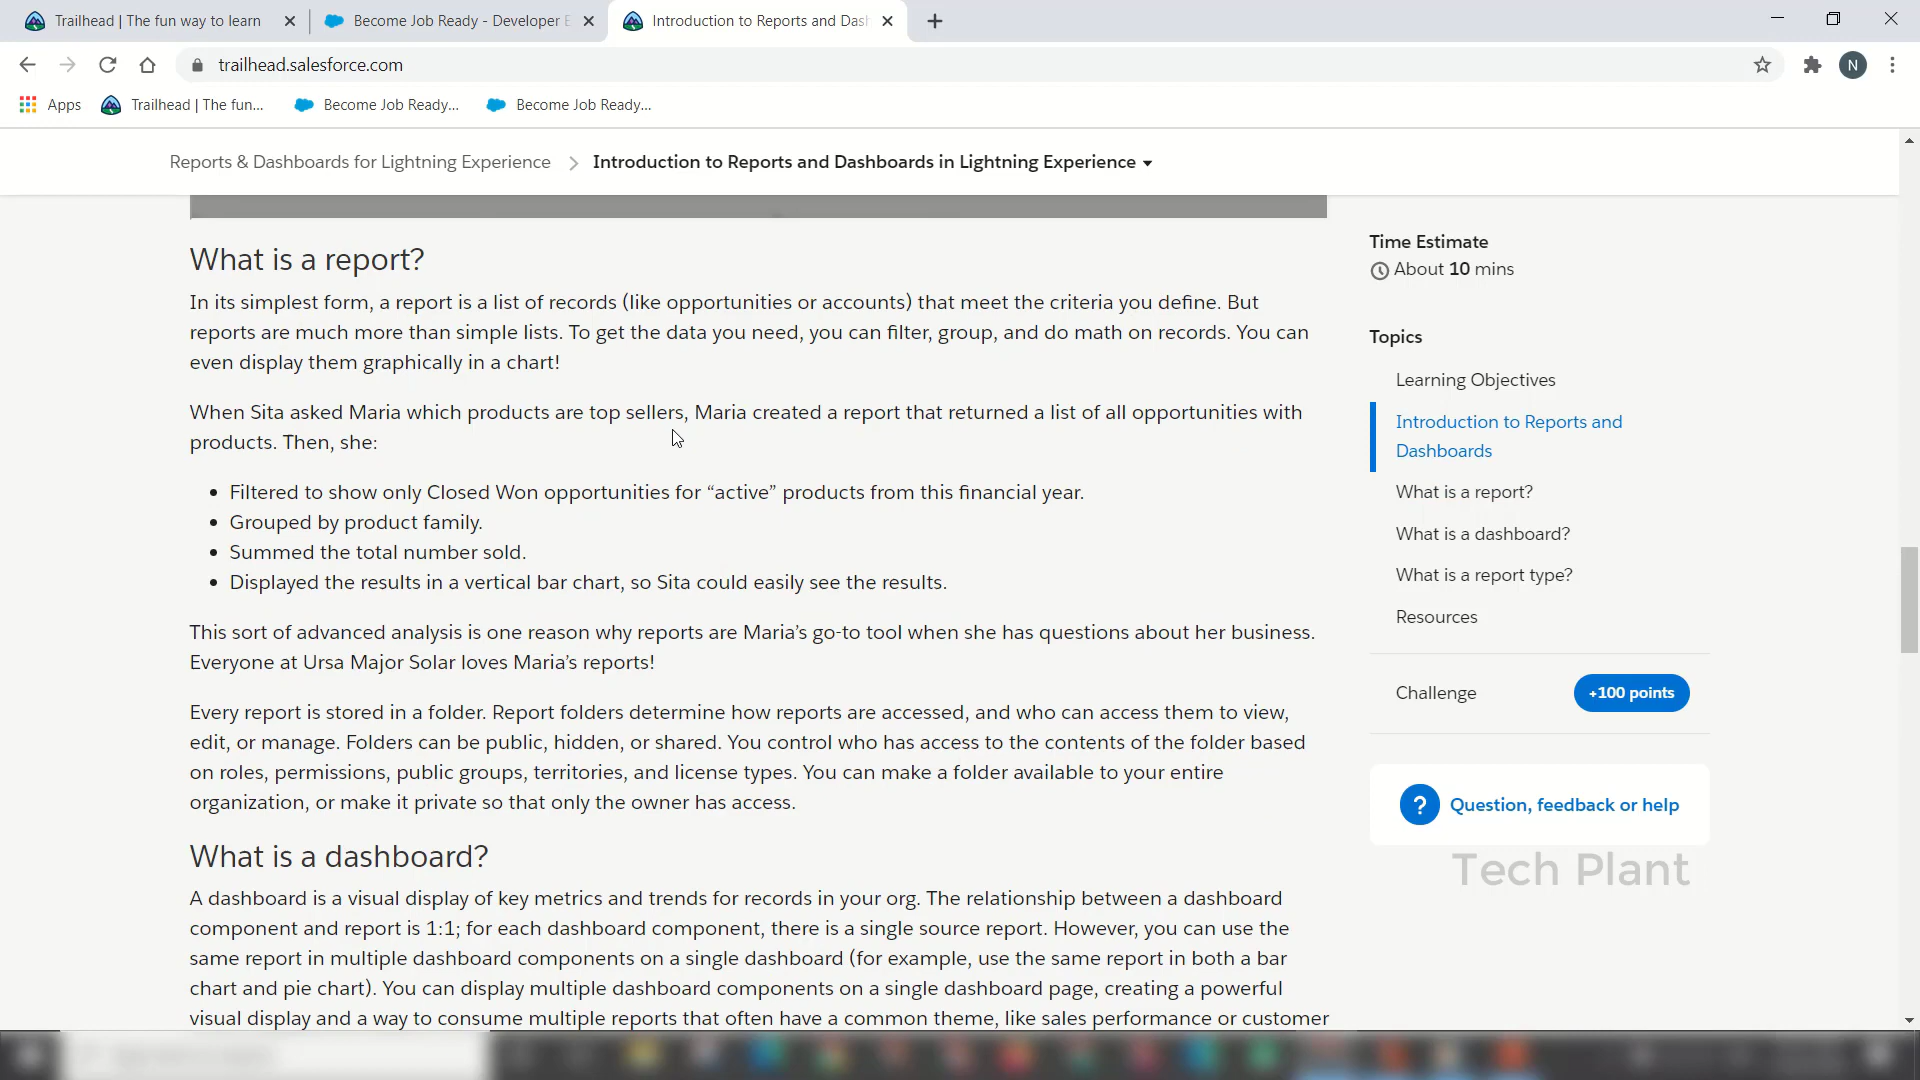 Trailhead | The fun way to learn
Become Job Ready - Developer E
Introduction to Reports and Dash
trailhead.salesforce.com
N
Apps
Trailhead | The fun...
Become Job Ready...
Become Job Ready...
Reports & Dashboards for Lightning Experience
Introduction to Reports and Dashboards in Lightning Experience
What is a report?
In its simplest form, a report is a list of records (like opportunities or accounts) that meet the criteria you define. But
reports are much more than simple lists. To get the data you need, you can filter, group, and do math on records. You can
even display them graphically in a chart!
When Sita asked Maria which products are top sellers, Maria created a report that returned a list of all opportunities with
products. Then, she:
Filtered to show only Closed Won opportunities for “active” products from this financial year.
Grouped by product family.
Summed the total number sold.
Displayed the results in a vertical bar chart, so Sita could easily see the results.
This sort of advanced analysis is one reason why reports are Maria’s go-to tool when she has questions about her business.
Everyone at Ursa Major Solar loves Maria’s reports!
Every report is stored in a folder. Report folders determine how reports are accessed, and who can access them to view,
edit, or manage. Folders can be public, hidden, or shared. You control who has access to the contents of the folder based
on roles, permissions, public groups, territories, and license types. You can make a folder available to your entire
organization, or make it private so that only the owner has access.
What is a dashboard?
A dashboard is a visual display of key metrics and trends for records in your org. The relationship between a dashboard
component and report is 1:1; for each dashboard component, there is a single source report. However, you can use the
same report in multiple dashboard components on a single dashboard (for example, use the same report in both a bar
chart and pie chart). You can display multiple dashboard components on a single dashboard page, creating a powerful
visual display and a way to consume multiple reports that often have a common theme, like sales performance or customer
Time Estimate
About 10 mins
Topics
Learning Objectives
Introduction to Reports and
Dashboards
What is a report?
What is a dashboard?
What is a report type?
Resources
Challenge
+100 points
? Question, feedback or help
Tech Plant